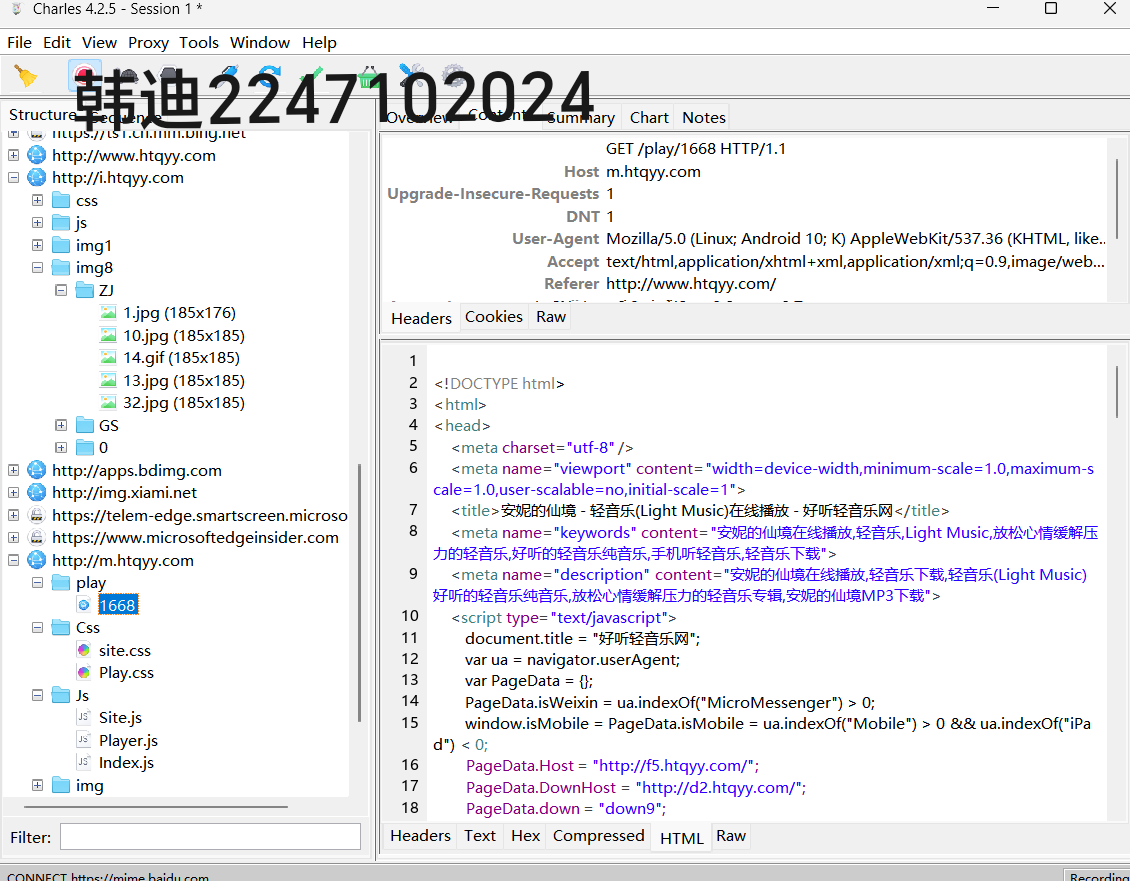 Charles 4.2.5 - Session 1 *
File Edit View Proxy Tools Window Help
韩迪2247102024
Structure Sequence
https://ts1.cn.mm.bing.net
http://www.htqyy.com
http://i.htqyy.com
css
js
img1
img8
ZJ
1.jpg (185x176)
10.jpg (185x185)
14.gif (185x185)
13.jpg (185x185)
32.jpg (185x185)
GS
0
http://apps.bdimg.com
http://img.xiami.net
https://telem-edge.smartscreen.microso
https://www.microsoftedgeinsider.com
http://m.htqyy.com
play
1668
Css
site.css
Play.css
Js
Site.js
Player.js
Index.js
img
Filter:
Overview Contents Summary Chart Notes
GET /play/1668 HTTP/1.1
Host m.htqyy.com
Upgrade-Insecure-Requests 1
DNT 1
User-Agent Mozilla/5.0 (Linux; Android 10; K) AppleWebKit/537.36 (KHTML, like...
Accept text/html,application/xhtml+xml,application/xml;q=0.9,image/web...
Referer http://www.htqyy.com/
Headers Cookies Raw
1
2 <!DOCTYPE html>
3 <html>
4 <head>
5 <meta charset="utf-8"/>
6 <meta name="viewport" content="width=device-width,minimum-scale=1.0,maximum-s
cale=1.0,user-scalable=no,initial-scale=1">
7 <title>安妮的仙境 - 轻音乐(Light Music)在线播放 - 好听轻音乐网</title>
8 <meta name="keywords" content="安妮的仙境在线播放,轻音乐,Light Music,放松心情缓解压
力的轻音乐,好听的轻音乐纯音乐,手机听轻音乐,轻音乐下载">
9 <meta name="description" content="安妮的仙境在线播放,轻音乐下载,轻音乐(Light Music)
好听的轻音乐纯音乐,放松心情缓解压力的轻音乐专辑,安妮的仙境MP3下载">
10 <script type="text/javascript">
11 document.title = "好听轻音乐网";
12 var ua = navigator.userAgent;
13 var PageData = {};
14 PageData.isWeixin = ua.indexOf("MicroMessenger") > 0;
15 window.isMobile = PageData.isMobile = ua.indexOf("Mobile") > 0 && ua.indexOf("iPa
d") < 0;
16 PageData.Host = "http://f5.htqyy.com/";
17 PageData.DownHost = "http://d2.htqyy.com/";
18 PageData.down = "down9";
Headers Text Hex Compressed HTML Raw
CONNECT https://mime.baidu.com
Recording